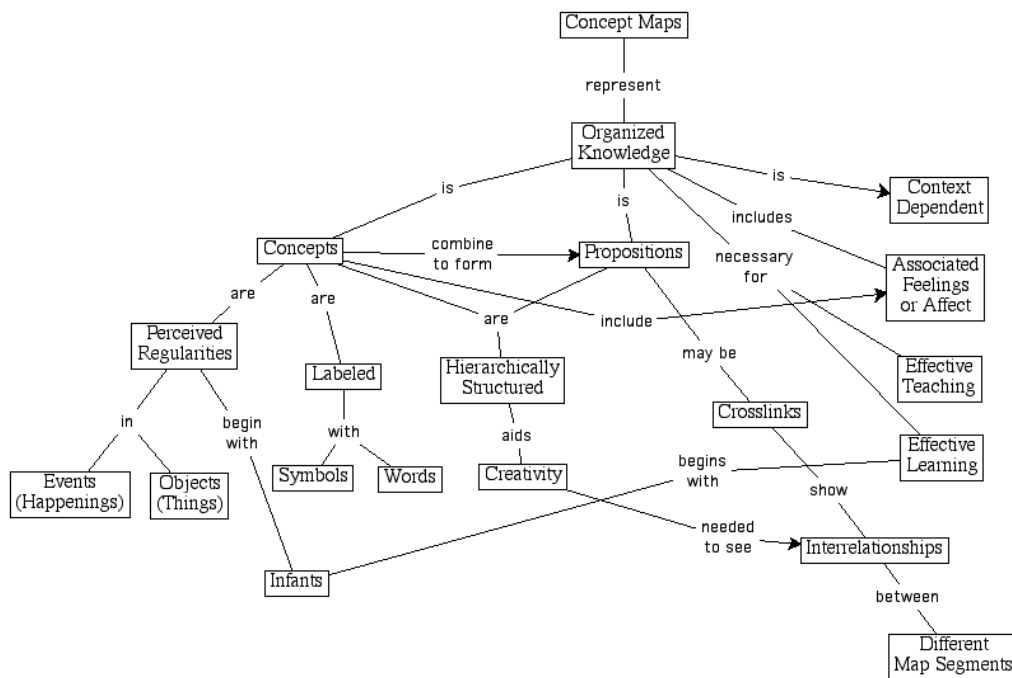 Concept Maps
represent
Organized
Knowledge
is
is
is
Context
Dependent
includes
Concepts
combine
to form
Propositions
necessary
for
Associated
Feelings
or Affect
are
are
are
include
Perceived
Regularities
may be
Labeled
Hierarchically
Structured
Effective
Teaching
Crosslinks
in
begin
with
with
aids
Effective
Learning
Events
(Happenings)
Objects
(Things)
Symbols
Words
Creativity
begins
with
show
needed
to see
Interrelationships
Infants
between
Different
Map Segments